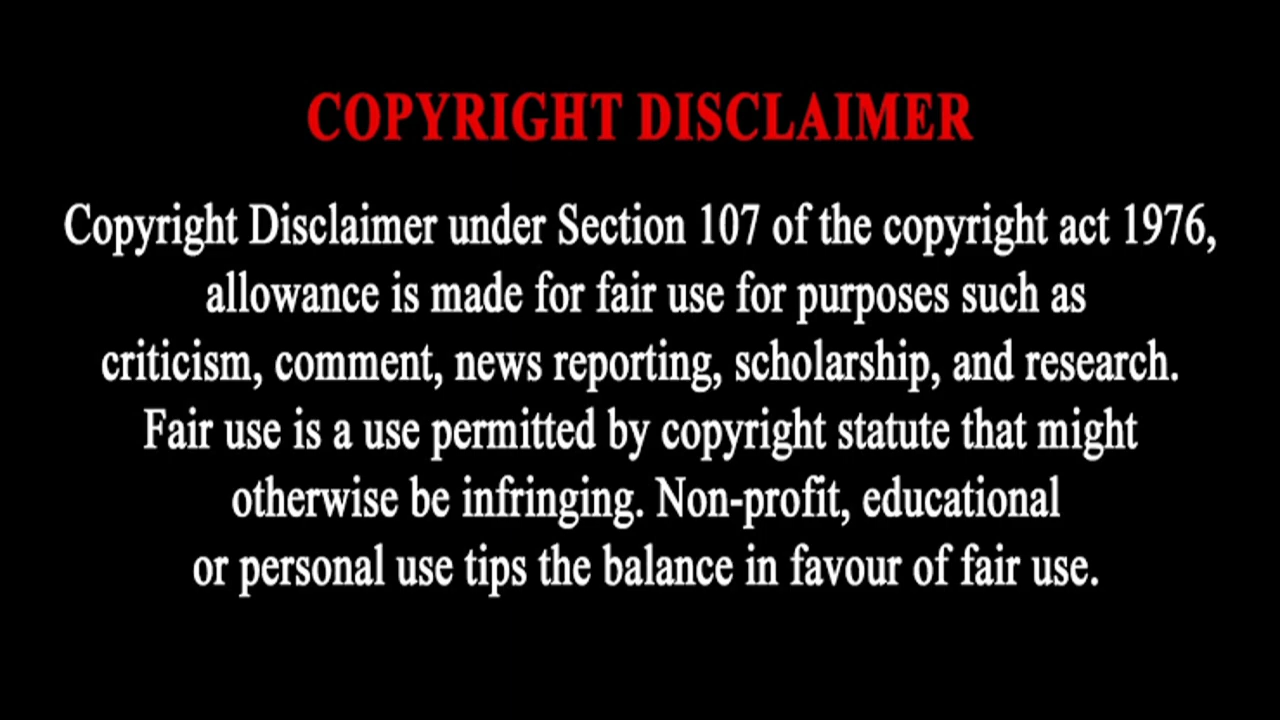 COPYRIGHT DISCLAIMER
Copyright Disclaimer under Section 107 of the copyright act 1976,
allowance is made for fair use for purposes such as
criticism, comment, news reporting, scholarship, and research.
Fair use is a use permitted by copyright statute that might
otherwise be infringing. Non-profit, educational
or personal use tips the balance in favour of fair use.